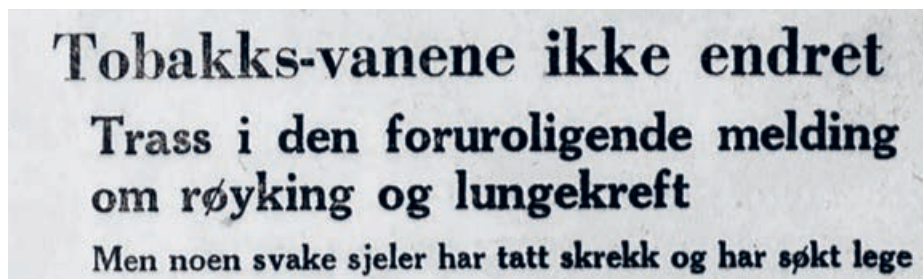 Tobakks-vanene ikke endret
Trass i den foruroligende melding
om røyking og lungekreft
Men noen svake sjeler har tatt skrekk og har søkt lege